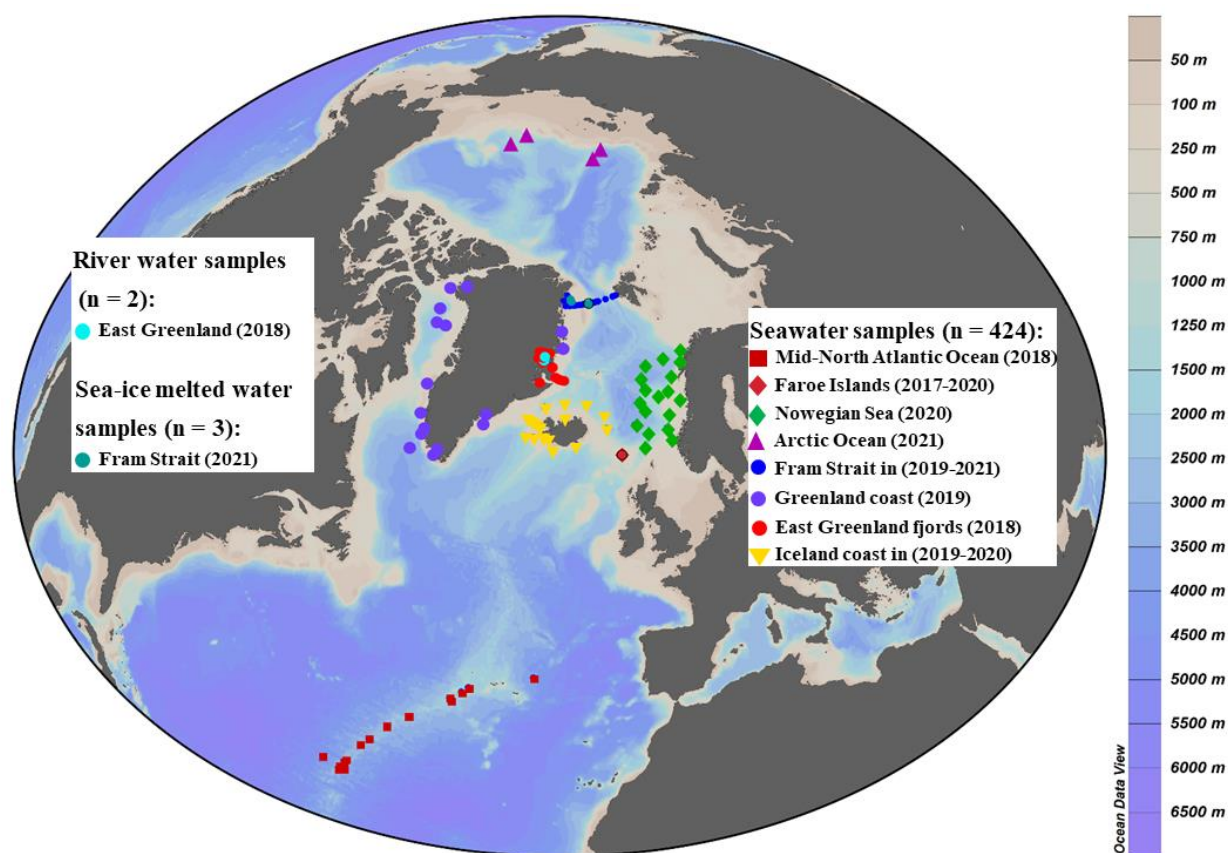 River water samples
(n = 2):
East Greenland (2018)
Sea-ice melted water
samples (n = 3):
Fram Strait (2021)
Seawater samples (n = 424):
Mid-North Atlantic Ocean (2018)
Faroe Islands (2017-2020)
Nowegian Sea (2020)
Arctic Ocean (2021)
Fram Strait in (2019-2021)
Greenland coast (2019)
East Greenland fjords (2018)
Iceland coast in (2019-2020)
50 m
100 m
250 m
500 m
750 m
1000 m
1250 m
1500 m
1750 m
2000 m
2500 m
3000 m
3500 m
4000 m
4500 m
5000 m
5500 m
6000 m
6500 m
Ocean Data View